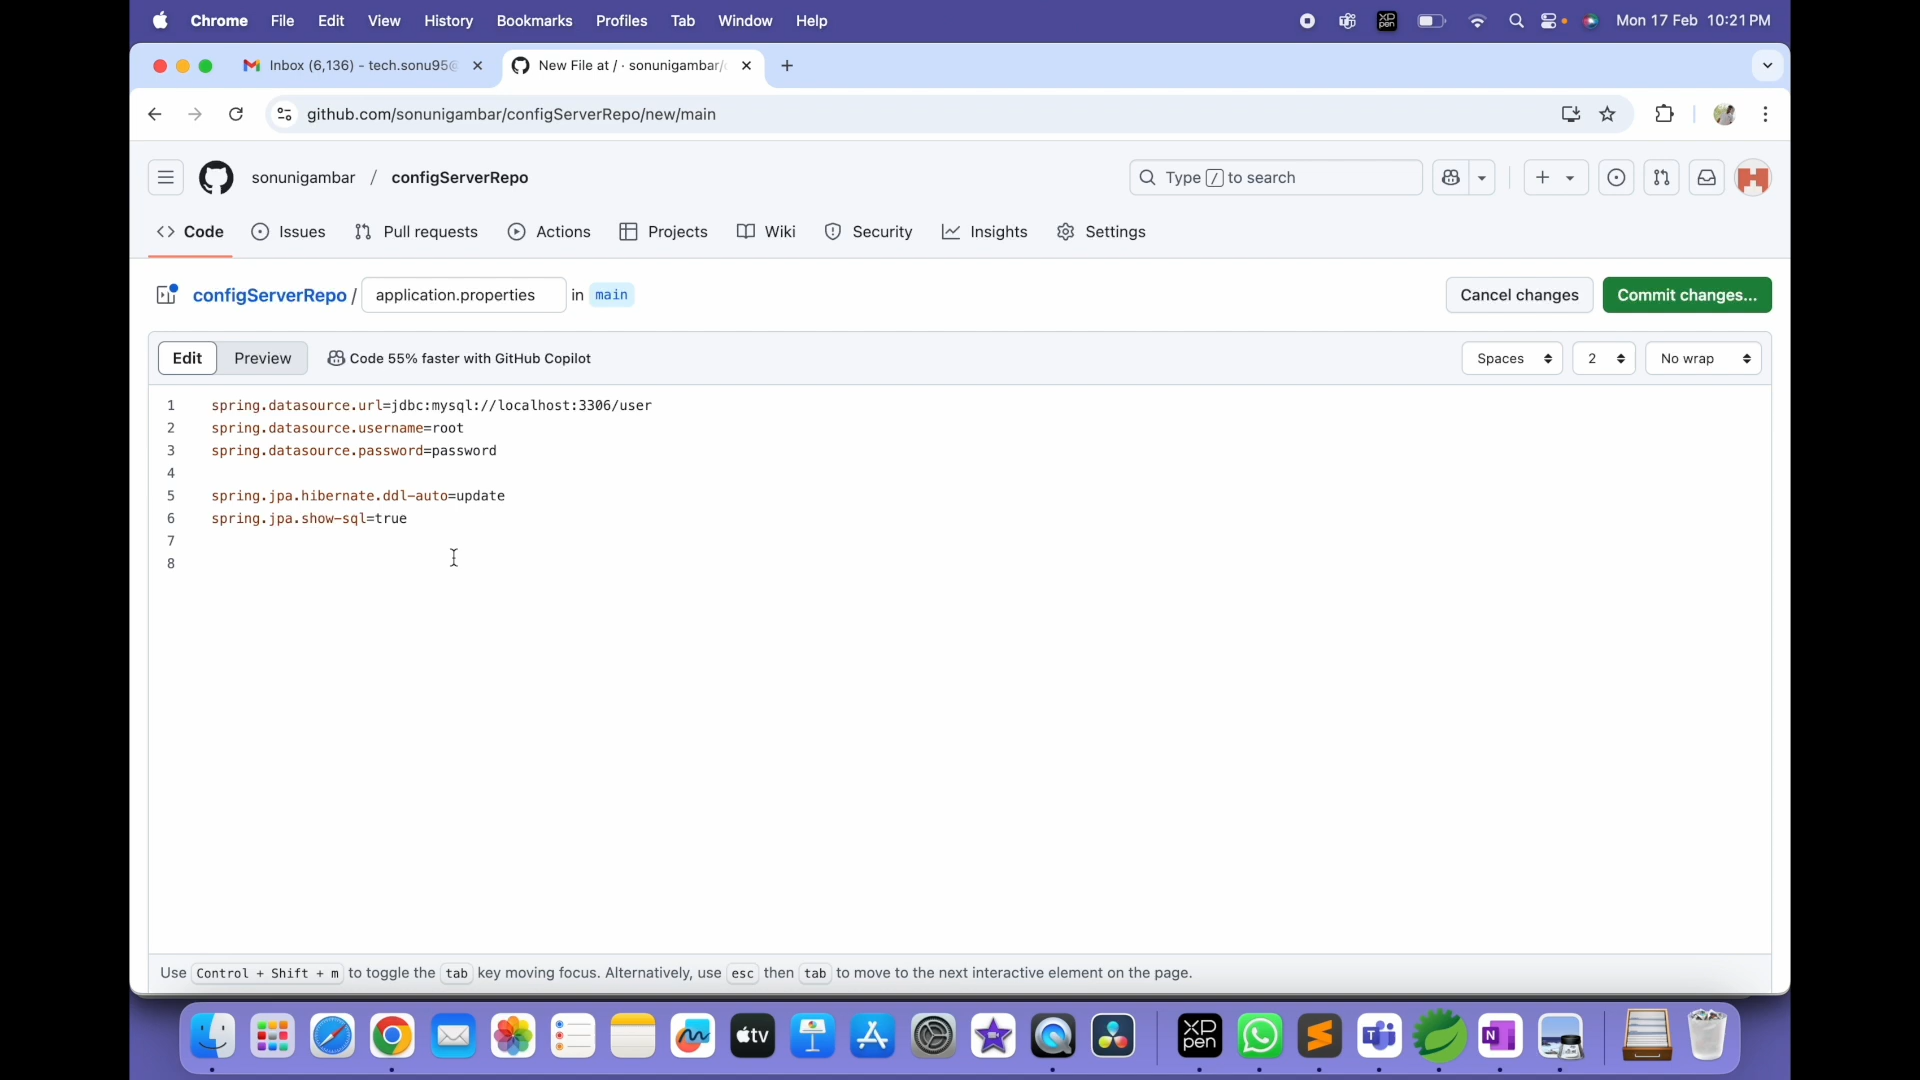 Chrome File Edit View History Bookmarks Profiles Tab Window Help Mon 17 Feb 10:21 PM
Inbox (6,136) - tech.sonu95@ New File at / · sonunigambar/
github.com/sonunigambar/configServerRepo/new/main
sonunigambar / configServerRepo Type / to search
Code Issues Pull requests Actions Projects Wiki Security Insights Settings
configServerRepo / application.properties in main Cancel changes Commit changes...
Edit Preview Code 55% faster with GitHub Copilot Spaces 2 No wrap
1 spring.datasource.url=jdbc:mysql://localhost:3306/user
2 spring.datasource.username=root
3 spring.datasource.password=password
4
5 spring.jpa.hibernate.ddl-auto=update
6 spring.jpa.show-sql=true
7
8
Use Control + Shift + m to toggle the tab key moving focus. Alternatively, use esc then tab to move to the next interactive element on the page.
tv XP pen T N